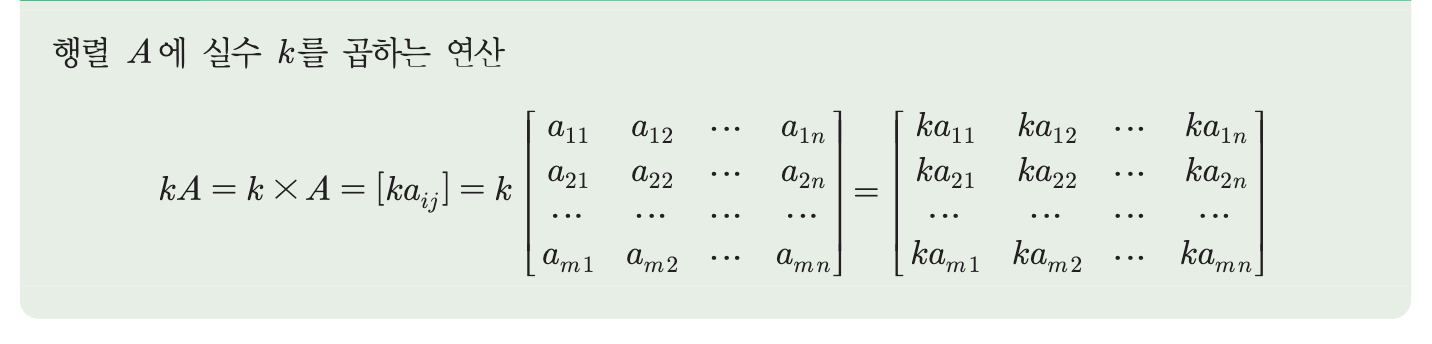 행렬 A에 실수 k를 곱하는 연산
kA = k × A = [ka_{ij}] = k \begin{bmatrix} a_{11} & a_{12} & \cdots & a_{1n} \\ a_{21} & a_{22} & \cdots & a_{2n} \\ \cdots & \cdots & \cdots & \cdots \\ a_{m1} & a_{m2} & \cdots & a_{mn} \end{bmatrix} = \begin{bmatrix} ka_{11} & ka_{12} & \cdots & ka_{1n} \\ ka_{21} & ka_{22} & \cdots & ka_{2n} \\ \cdots & \cdots & \cdots & \cdots \\ ka_{m1} & ka_{m2} & \cdots & ka_{mn} \end{bmatrix}